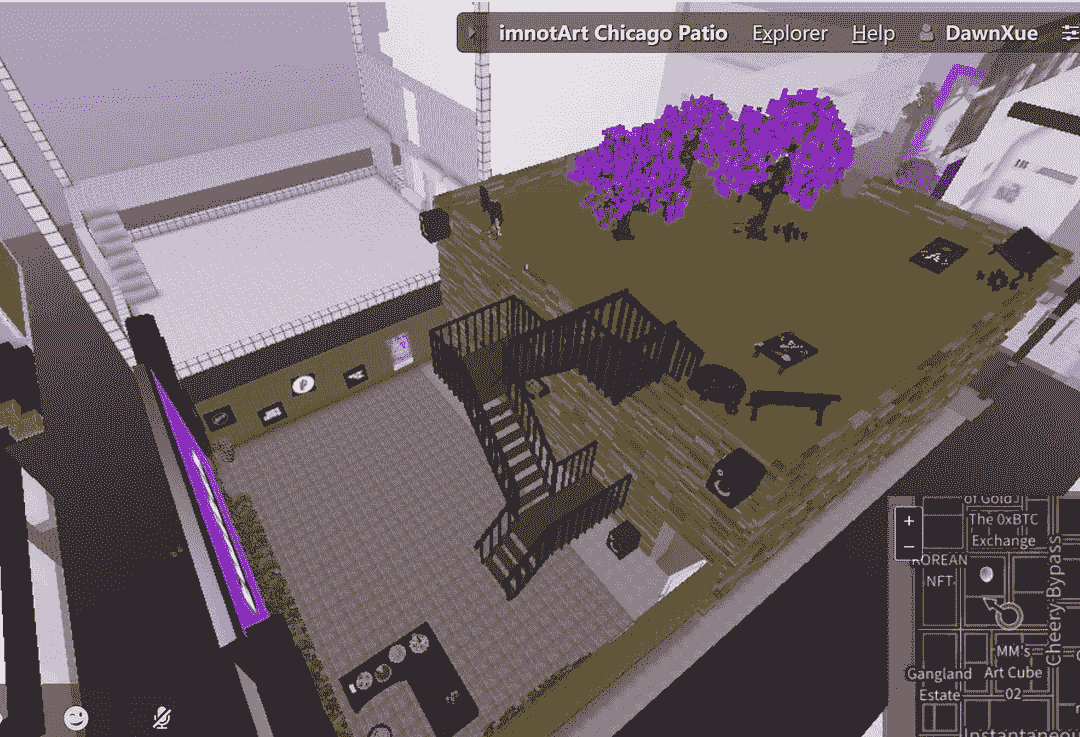 imnotArt Chicago Patio Explorer Help DawnXue
of Gold
The 0xBTC
Exchange
KOREAN
NFT
Cheery Bypass
MM's
Art Cube
02
Gangland
Estate
+
−